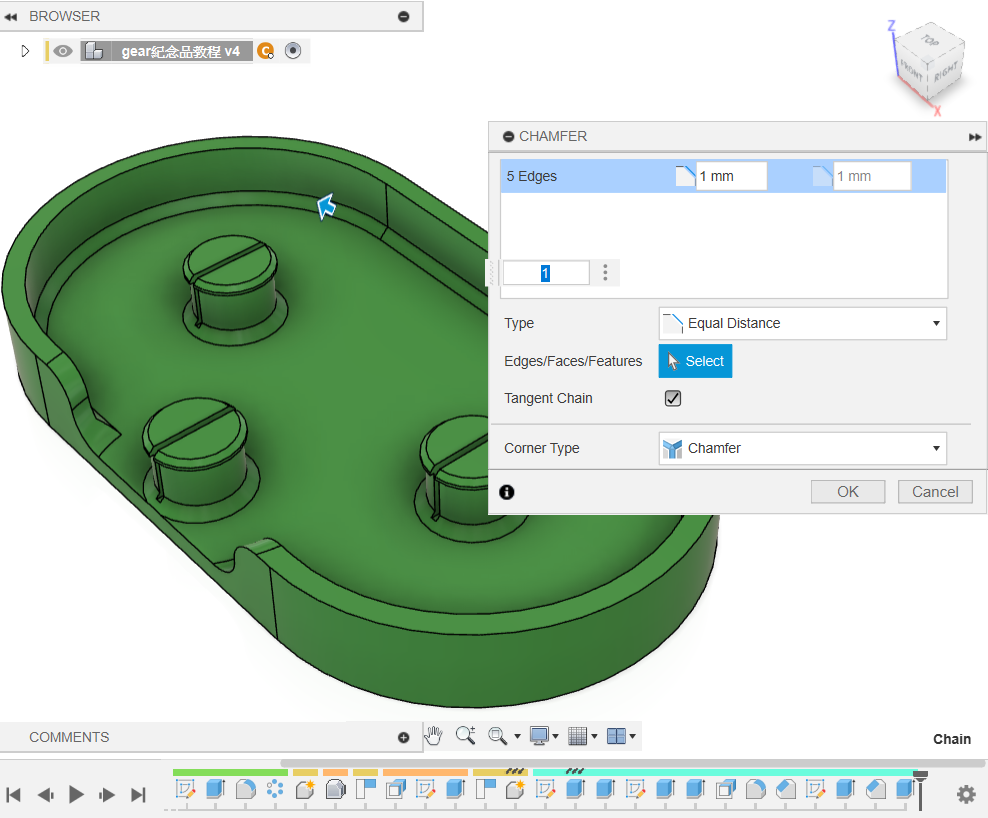 BROWSER
gear紀念品教程 v4
Z
TOP
FRONT
RIGHT
X
CHAMFER
5 Edges
1 mm
1 mm
1
Type
Equal Distance
Edges/Faces/Features
Select
Tangent Chain
Corner Type
Chamfer
OK
Cancel
COMMENTS
Chain